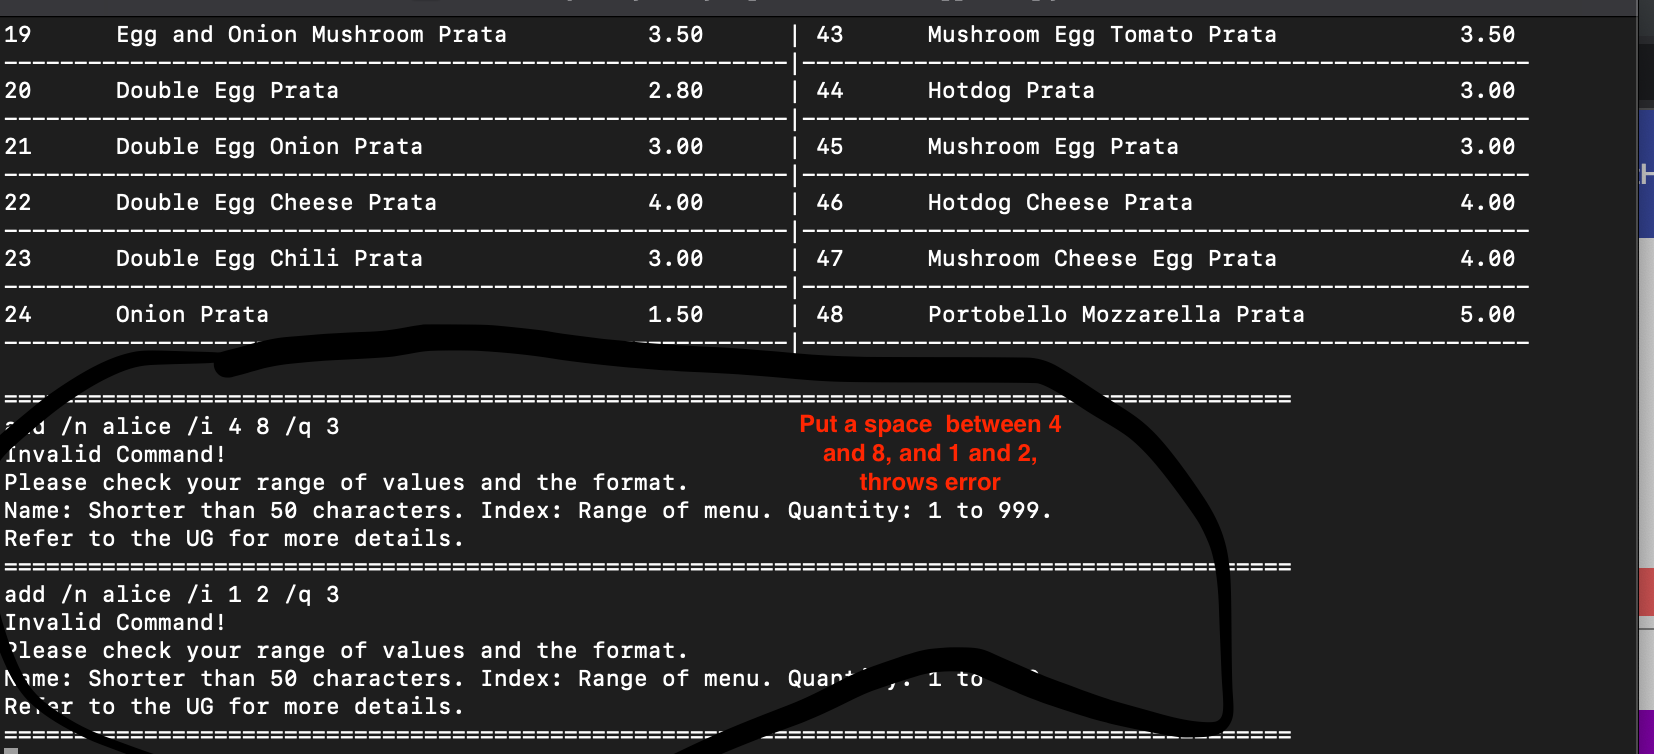 19 Egg and Onion Mushroom Prata 3.50 | 43 Mushroom Egg Tomato Prata 3.50
--------------------------------------------------------|----------------------------------------------------
20 Double Egg Prata 2.80 | 44 Hotdog Prata 3.00
--------------------------------------------------------|----------------------------------------------------
21 Double Egg Onion Prata 3.00 | 45 Mushroom Egg Prata 3.00
--------------------------------------------------------|----------------------------------------------------
22 Double Egg Cheese Prata 4.00 | 46 Hotdog Cheese Prata 4.00
--------------------------------------------------------|----------------------------------------------------
23 Double Egg Chili Prata 3.00 | 47 Mushroom Cheese Egg Prata 4.00
--------------------------------------------------------|----------------------------------------------------
24 Onion Prata 1.50 | 48 Portobello Mozzarella Prata 5.00
--------------------------------------------------------|----------------------------------------------------
============================================================================================
add /n alice /i 4 8 /q 3
Invalid Command!
Please check your range of values and the format.
Name: Shorter than 50 characters. Index: Range of menu. Quantity: 1 to 999.
Refer to the UG for more details.
============================================================================================
add /n alice /i 1 2 /q 3
Invalid Command!
Please check your range of values and the format.
Name: Shorter than 50 characters. Index: Range of menu. Quantity: 1 to
Refer to the UG for more details.
============================================================================================
Put a space between 4
and 8, and 1 and 2,
throws error